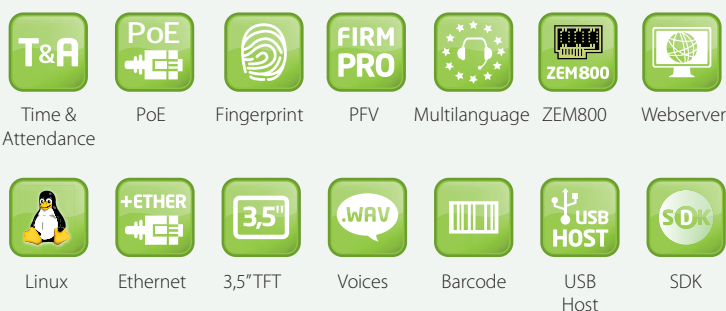 T&A
PoE
FIRM
PRO
ZEM800
Time &
Attendance
PoE
Fingerprint
PFV
Multilanguage
ZEM800
Webserver
+ETHER
3,5"
.WAV
USB
HOST
SDK
Linux
Ethernet
3,5” TFT
Voices
Barcode
USB
Host
SDK